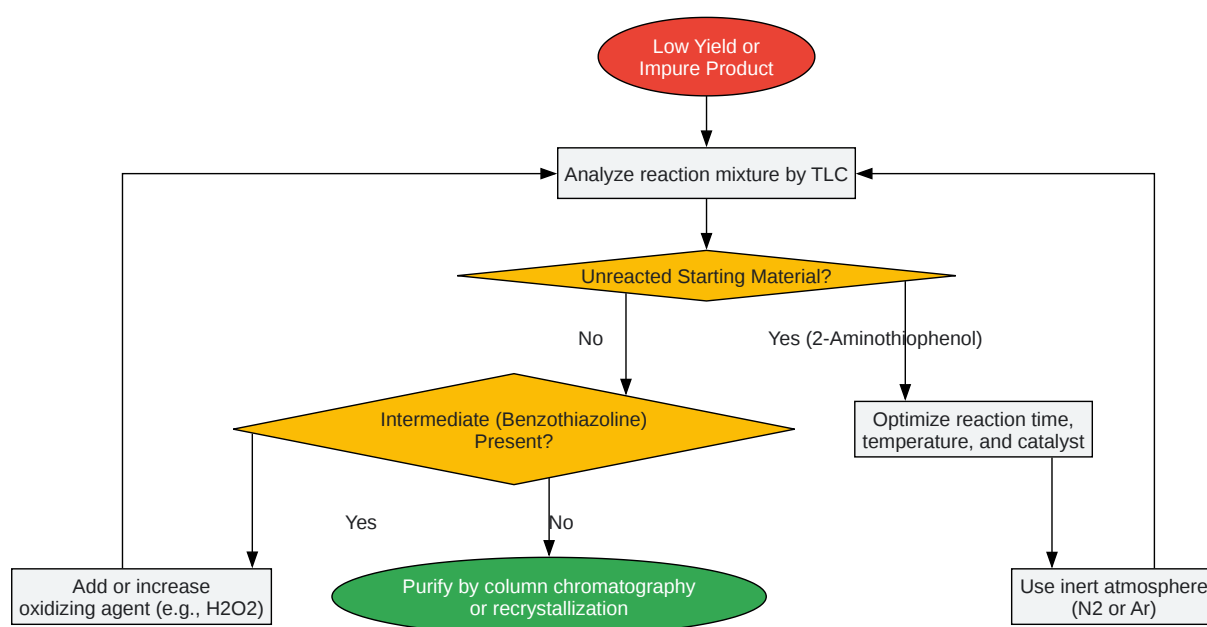 Low Yield or
Impure Product
Analyze reaction mixture by TLC
Unreacted Starting Material?
No
Yes (2-Aminothiophenol)
Intermediate (Benzothiazoline)
Present?
Optimize reaction time,
temperature, and catalyst
Yes
No
Add or increase
oxidizing agent (e.g., H2O2)
Purify by column chromatography
or recrystallization
Use inert atmosphere
(N2 or Ar)